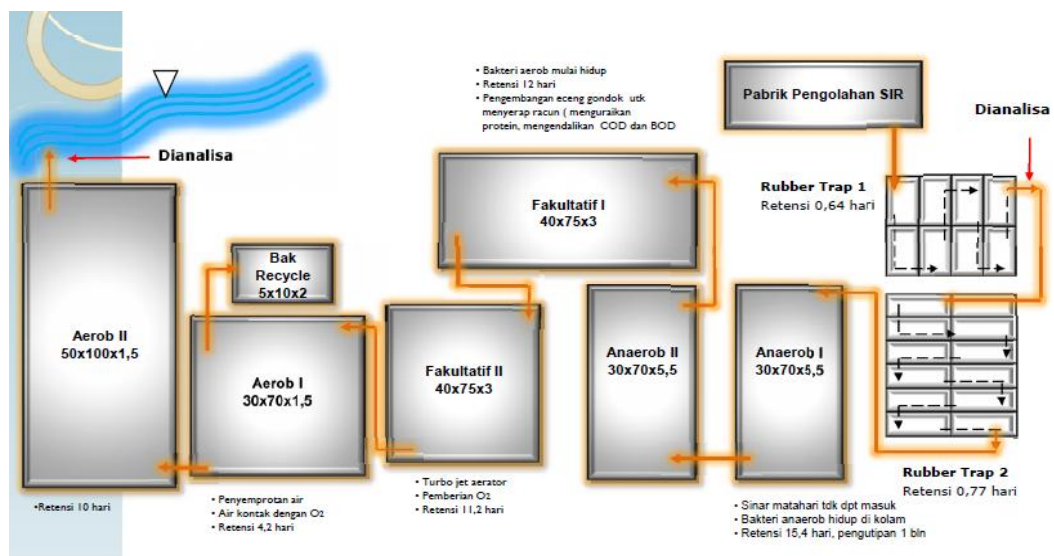 • Bakteri aerob mulai hidup
• Retensi 12 hari
• Pengembangan eceng gondok utk
menyerap racun ( menguraikan
protein, mengendalikan COD dan BOD
Pabrik Pengolahan SIR
Dianalisa
Dianalisa
Rubber Trap 1
Retensi 0,64 hari
Fakultatif I
40x75x3
Bak
Recycle
5x10x2
Aerob II
50x100x1,5
Aerob I
30x70x1,5
Fakultatif II
40x75x3
Anaerob II
30x70x5,5
Anaerob I
30x70x5,5
Rubber Trap 2
Retensi 0,77 hari
•Retensi 10 hari
• Penyemprotan air
• Air kontak dengan O2
• Retensi 4,2 hari
• Turbo jet aerator
• Pemberian O2
• Retensi 11,2 hari
• Sinar matahari tdk dpt masuk
• Bakteri anaerob hidup di kolam
• Retensi 15,4 hari, pengutipan 1 bln